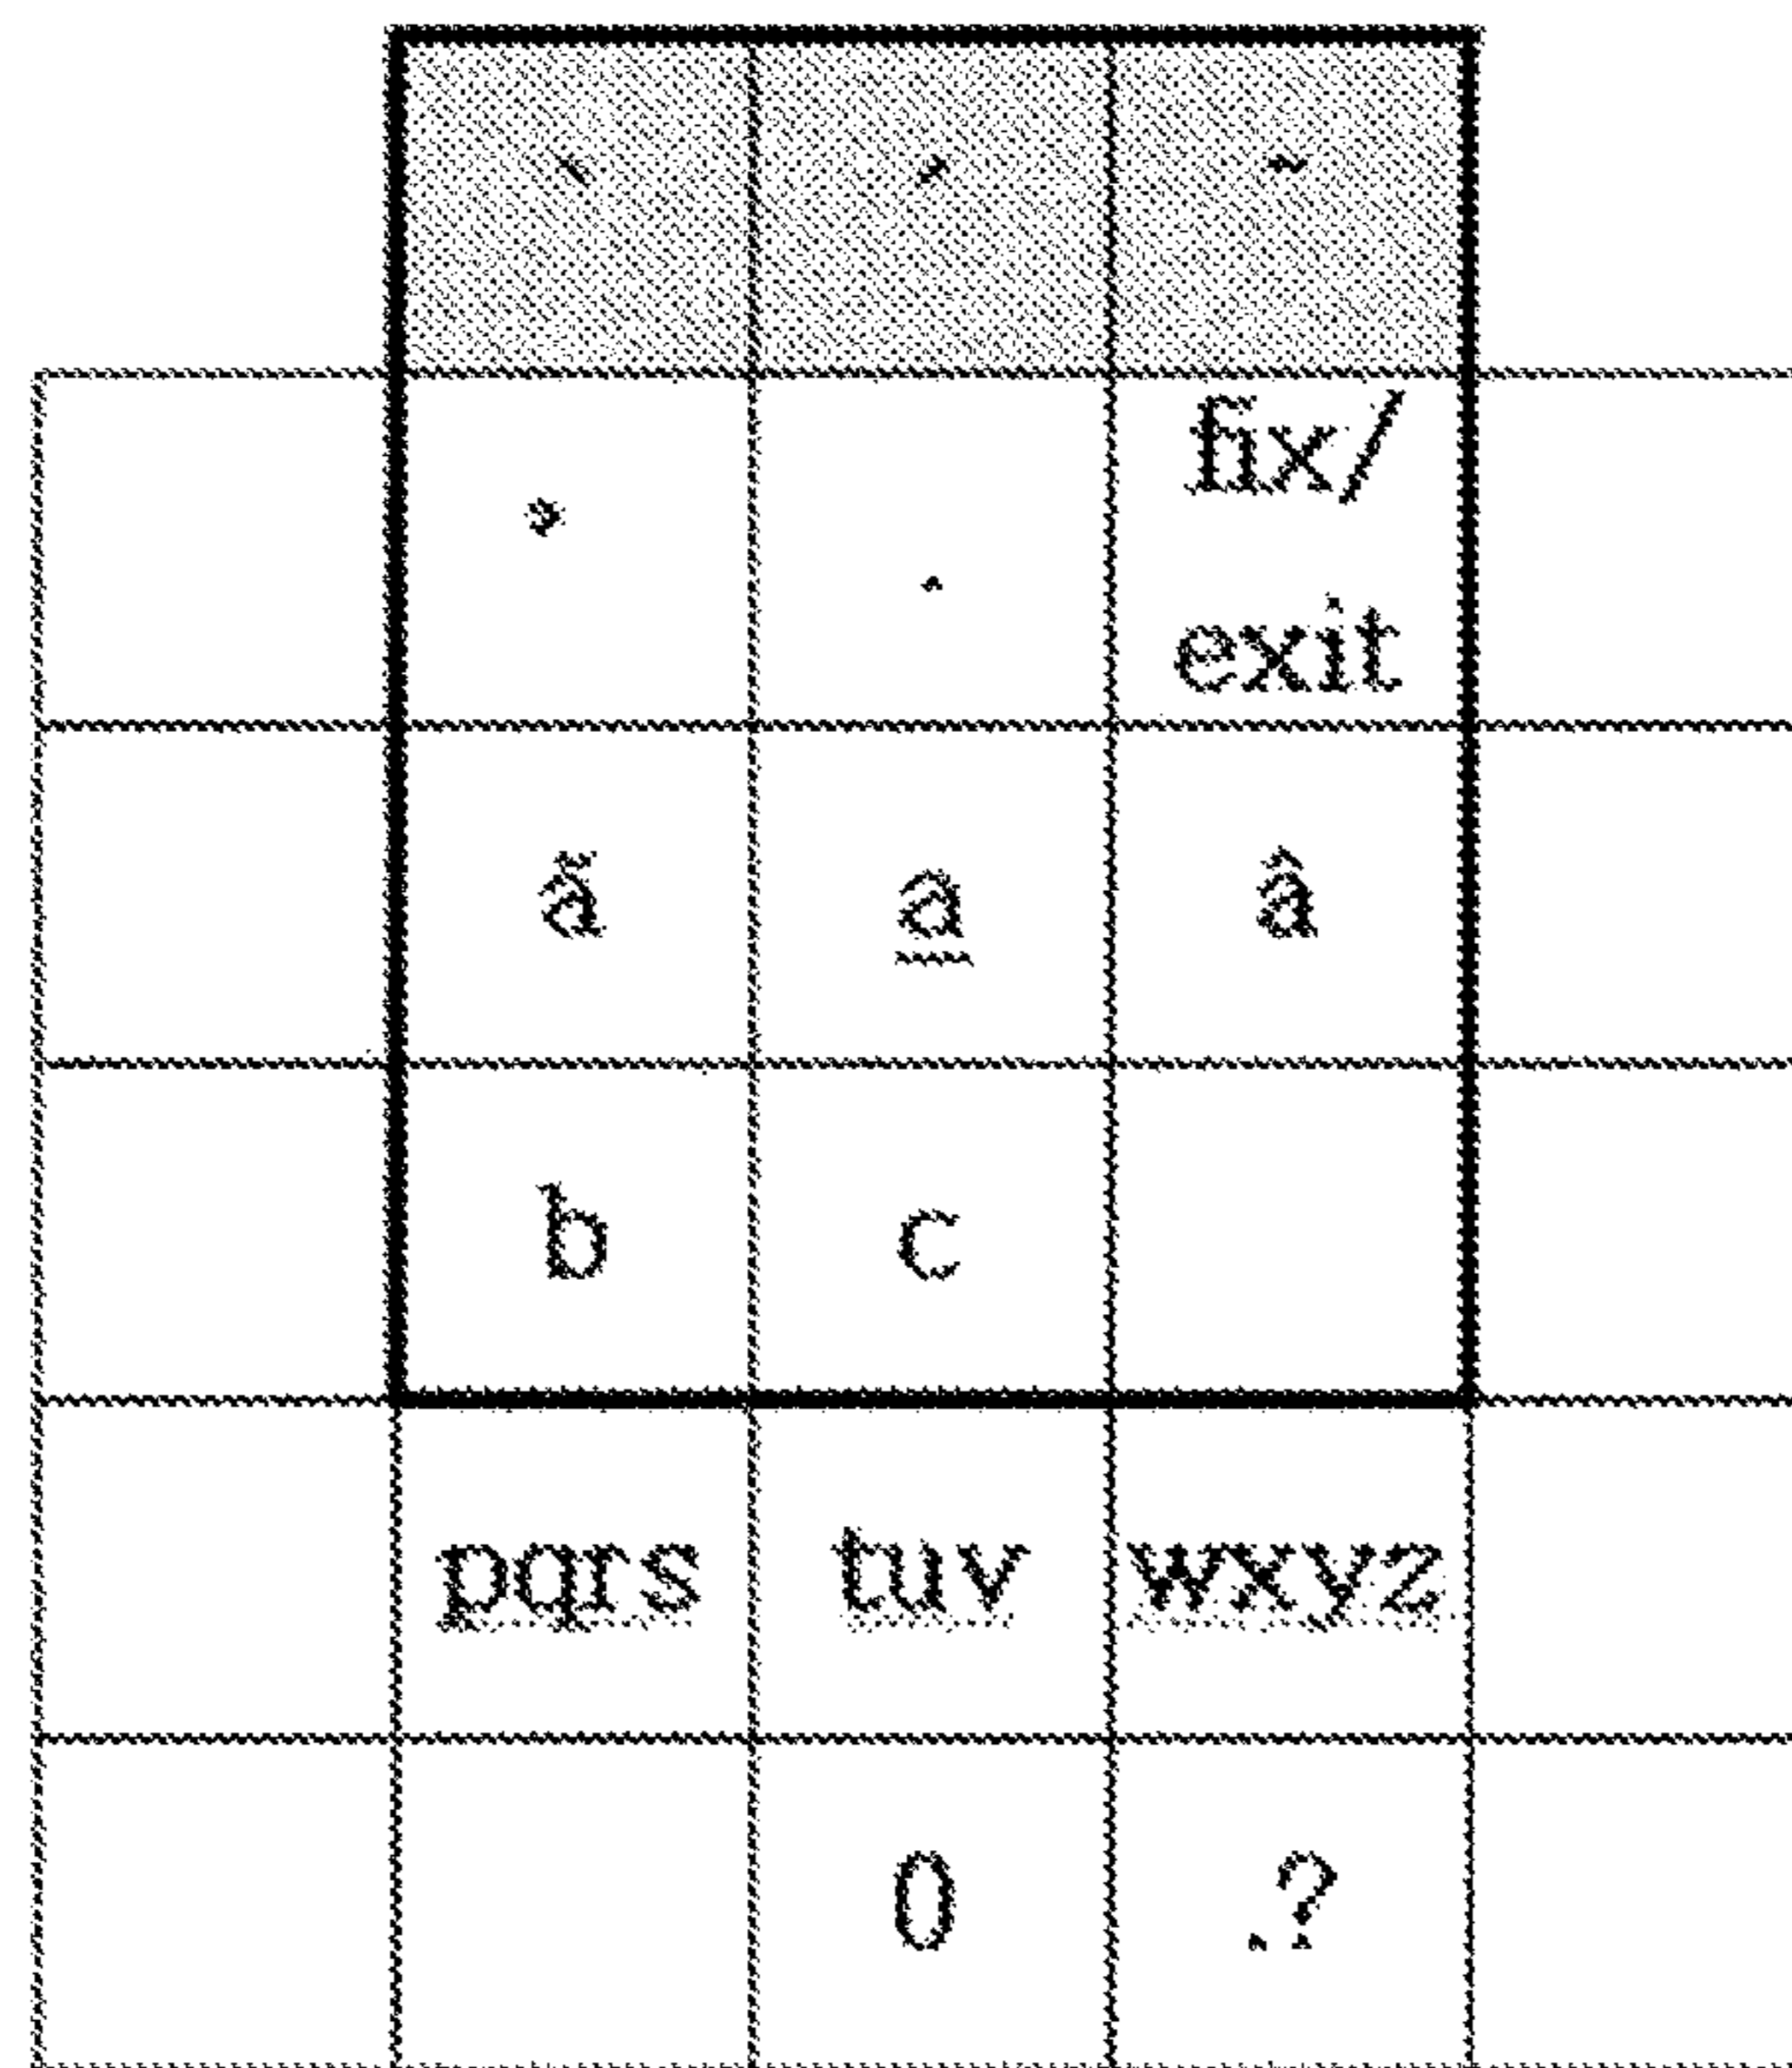 ` ´ ~
. fix/
exit
ă a â
b c
pqrs tuv wxyz
0 .?